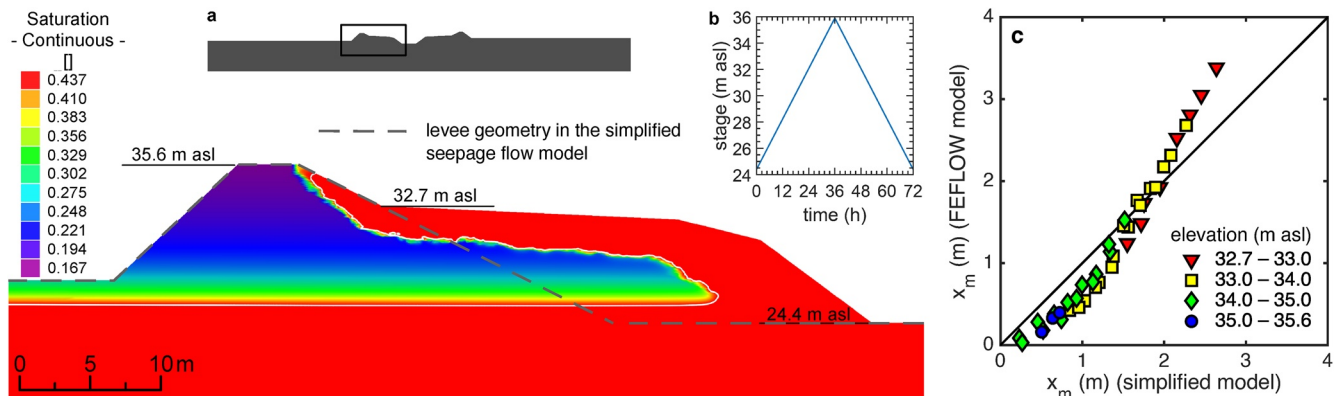 Saturation
- Continuous -
[]
0.437
0.410
0.383
0.356
0.329
0.302
0.275
0.248
0.221
0.194
0.167
a
levee geometry in the simplified
seepage flow model
35.6 m asl
32.7 m asl
24.4 m asl
0 5 10 m
b
stage (m asl)
36
34
32
30
28
26
24
0 12 24 36 48 60 72
time (h)
c
x_m (m) (FEFLOW model)
4
3
2
1
0
elevation (m asl)
32.7 – 33.0
33.0 – 34.0
34.0 – 35.0
35.0 – 35.6
0 1 2 3 4
x_m (m) (simplified model)